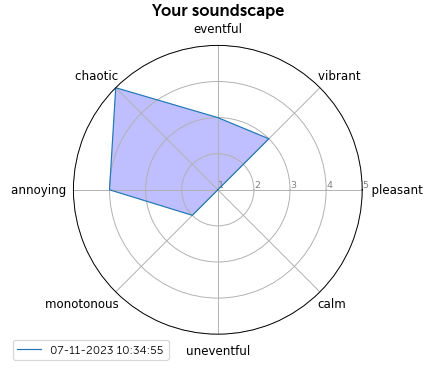 Your soundscape
eventful
chaotic
vibrant
annoying
1 2 3 4 5
pleasant
monotonous
calm
07-11-2023 10:34:55
uneventful